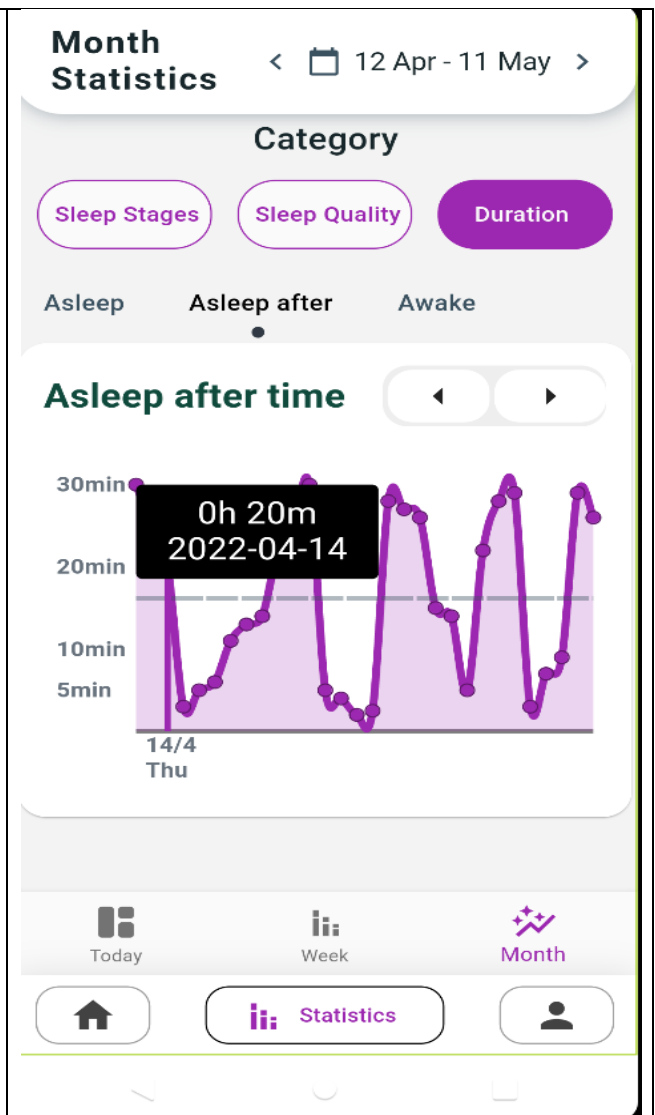 Month
Statistics
12 Apr - 11 May
Category
Sleep Stages
Sleep Quality
Duration
Asleep
Asleep after
Awake
Asleep after time
30min
0h 20m
2022-04-14
20min
10min
5min
14/4
Thu
Today
Week
Month
Statistics